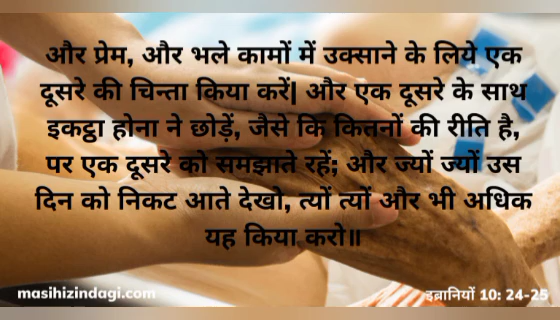 और प्रेम, और भले कामों में उक्साने के लिये एक
दूसरे की चिन्ता किया करें| और एक दूसरे के साथ
इकट्ठा होना ने छोड़ें, जैसे कि कितनों की रीति है,
पर एक दूसरे को समझाते रहें; और ज्यों ज्यों उस
दिन को निकट आते देखो, त्यों त्यों और भी अधिक
यह किया करो॥
masihizindagi.com
इब्रानियों 10: 24-25